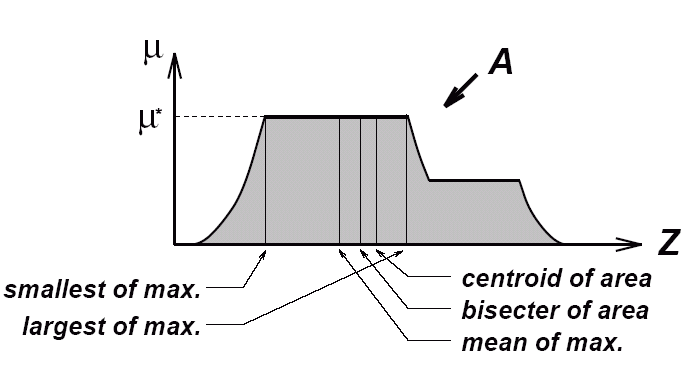 μ
A
μ*
Z
smallest of max.
centroid of area
largest of max.
bisecter of area
mean of max.